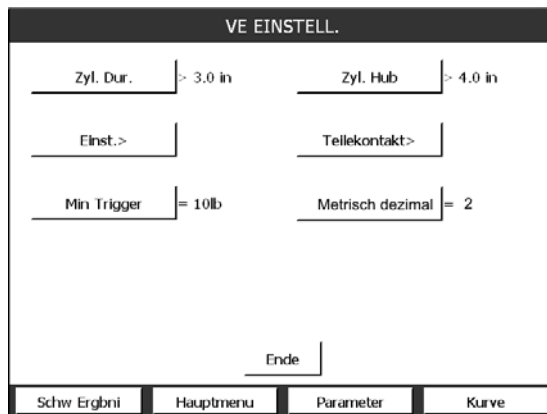 VE EINSTELL.
Zyl. Dur. > 3.0 in Zyl. Hub > 4.0 in
Einst.> Teilekontakt>
Min Trigger = 10lb Metrisch dezimal = 2
Ende
Schw Ergbni Hauptmenu Parameter Kurve